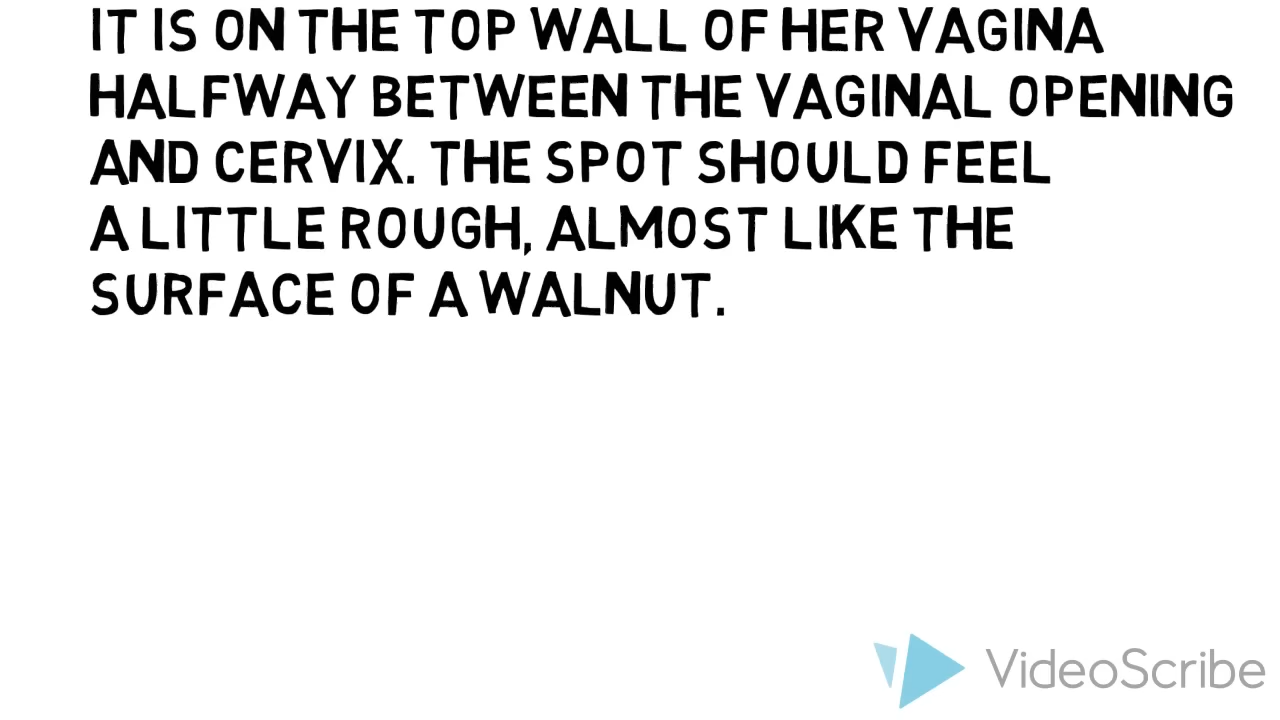 IT IS ON THE TOP WALL OF HER VAGINA
HALFWAY BETWEEN THE VAGINAL OPENING
AND CERVIX. THE SPOT SHOULD FEEL
A LITTLE ROUGH, ALMOST LIKE THE
SURFACE OF A WALNUT.
VideoScribe